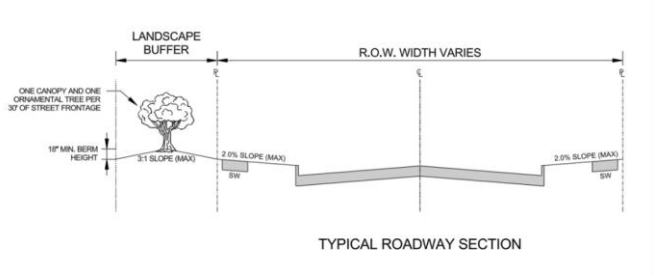 LANDSCAPE
BUFFER
R.O.W. WIDTH VARIES
ONE CANOPY AND ONE
ORNAMENTAL TREE PER
30' OF STREET FRONTAGE
18" MIN. BERM
HEIGHT
3:1 SLOPE (MAX)
2.0% SLOPE (MAX)
SW
2.0% SLOPE (MAX)
SW
TYPICAL ROADWAY SECTION